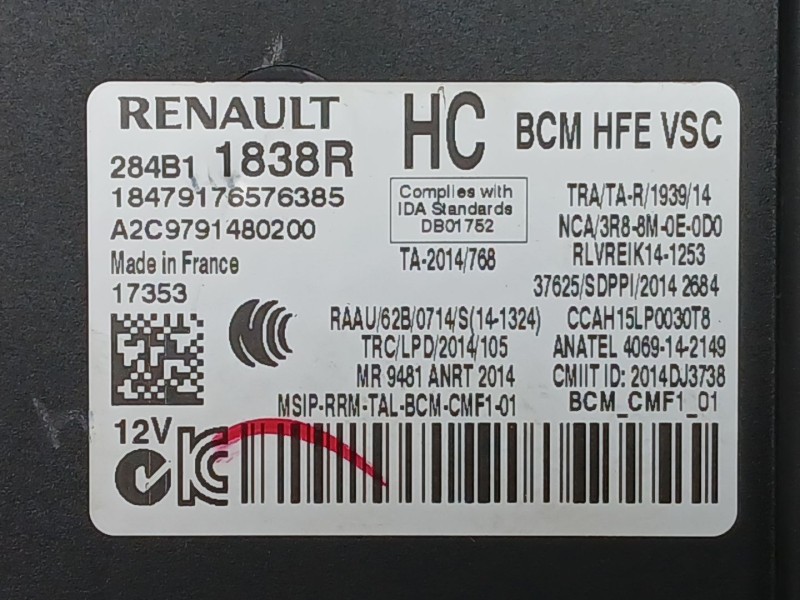 RENAULT
284B1 1838R
18479176576385
A2C9791480200
Made in France
17353
HC
BCM HFE VSC
Complies with
IDA Standards
DB01752
TA-2014/768
TRA/TA-R/1939/14
NCA/3R8-8M-0E-0D0
RLVREIK14-1253
37625/SDPPI/2014 2684
RAAU/62B/0714/S(14-1324)
CCAH15LP0030T8
TRC/LPD/2014/105
ANATEL 4069-14-2149
MR 9481 ANRT 2014
CMIIT ID: 2014DJ3738
MSIP-RRM-TAL-BCM-CMF1-01
BCM_CMF1_01
12V